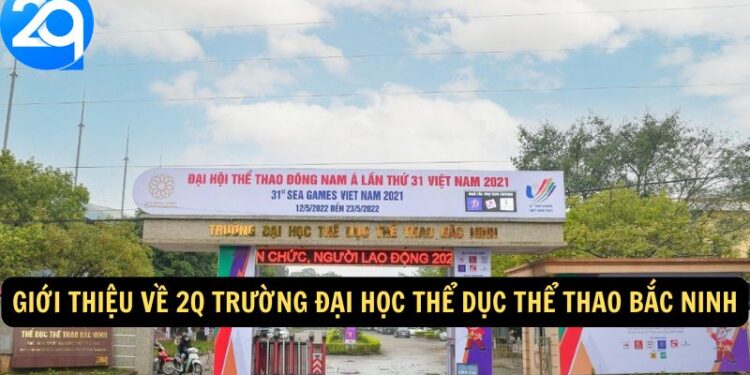 2q
ĐẠI HỘI THỂ THAO ĐÔNG NAM Á LẦN THỨ 31 VIỆT NAM 2021
31ST SEA GAMES VIET NAM 2021
12/5/2022 ĐẾN 23/5/2022
TRƯỜNG ĐẠI HỌC THỂ DỤC THỂ THAO BẮC NINH
N CHỨC, NGƯỜI LAO ĐỘNG 202
GIỚI THIỆU VỀ 2Q TRƯỜNG ĐẠI HỌC THỂ DỤC THỂ THAO BẮC NINH
THỂ DỤC THỂ THAO BẮC NINH